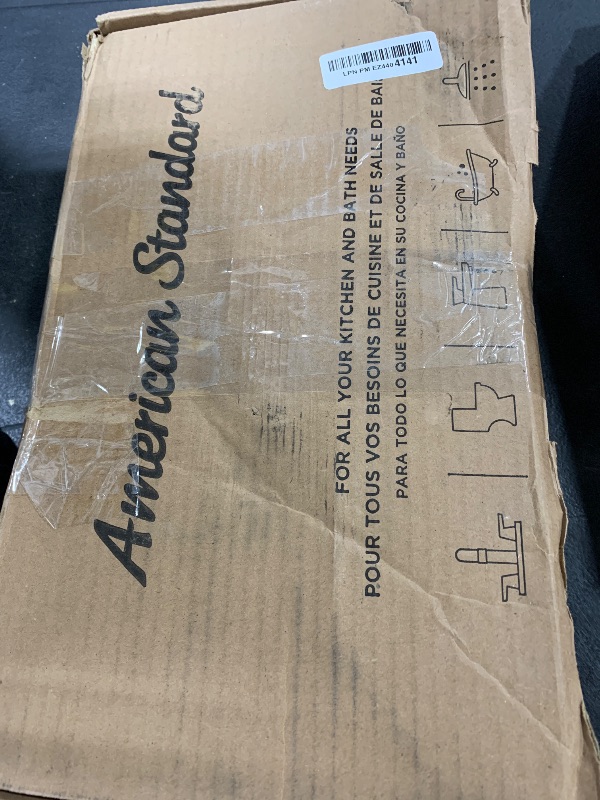 American Standard
FOR ALL YOUR KITCHEN AND BATH NEEDS
POUR TOUS VOS BESOINS DE CUISINE ET DE SALLE DE BAI
PARA TODO LO QUE NECESITA EN SU COCINA Y BAÑO
LPN PM EZ440 4141